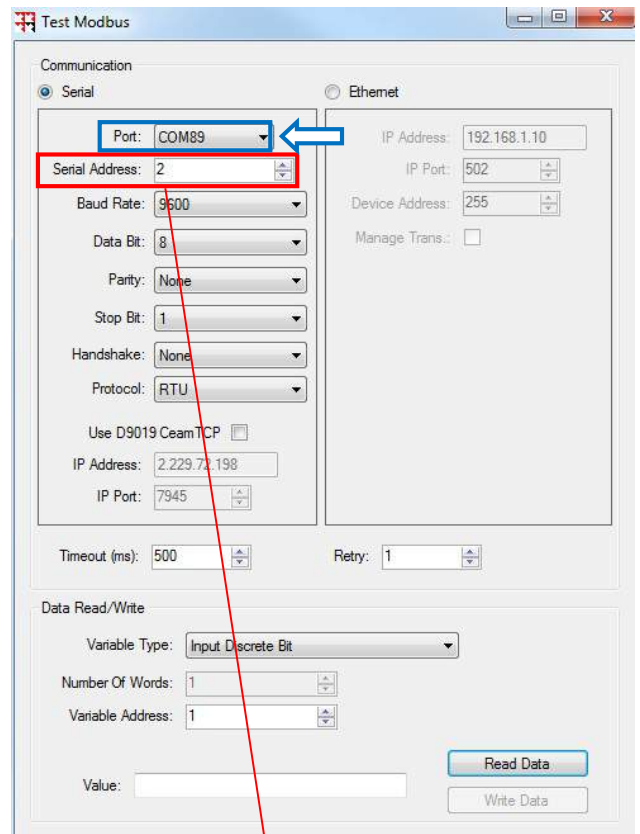 Test Modbus
Communication
Serial
Ethernet
Port: COM89
Serial Address: 2
Baud Rate: 9600
Data Bit: 8
Parity: None
Stop Bit: 1
Handshake: None
Protocol: RTU
Use D9019 CeamTCP
IP Address: 2.229.72.198
IP Port: 7945
IP Address: 192.168.1.10
IP Port: 502
Device Address: 255
Manage Trans.:
Timeout (ms): 500
Retry: 1
Data Read/Write
Variable Type: Input Discrete Bit
Number Of Words: 1
Variable Address: 1
Value:
Read Data
Write Data